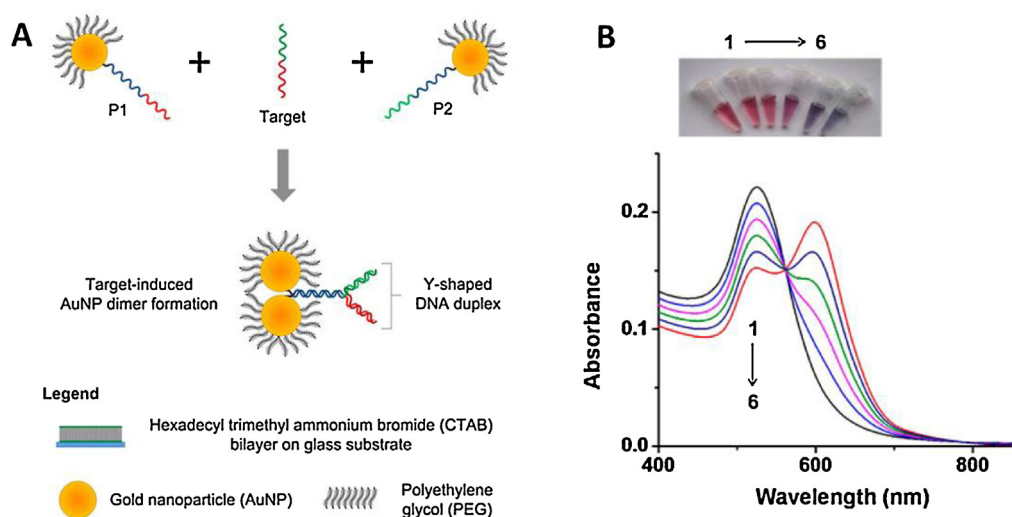 A
P1
+
Target
+
P2
Target-induced
AuNP dimer formation
Y-shaped
DNA duplex
Legend
Hexadecyl trimethyl ammonium bromide (CTAB)
bilayer on glass substrate
Gold nanoparticle (AuNP)
Polyethylene
glycol (PEG)
B
1 → 6
Absorbance
0.2
0.1
0.0
1
6
400
600
800
Wavelength (nm)